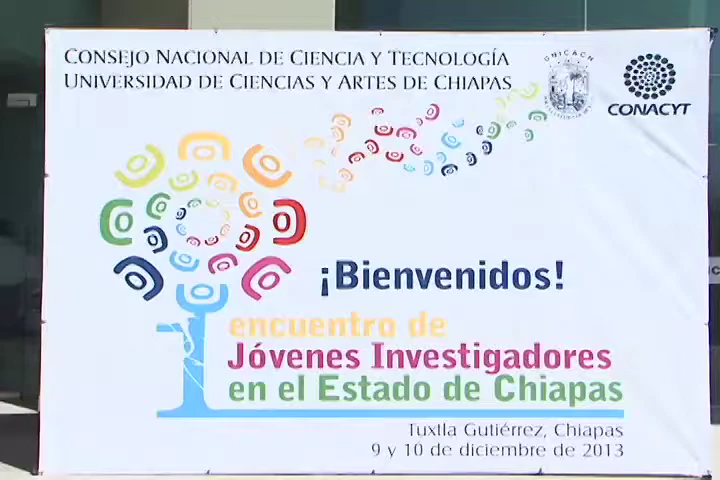 CONSEJO NACIONAL DE CIENCIA Y TECNOLOGÍA
UNIVERSIDAD DE CIENCIAS Y ARTES DE CHIAPAS
UNICACH
CONACYT
¡Bienvenidos!
encuentro de
Jóvenes Investigadores
en el Estado de Chiapas
Tuxtla Gutiérrez, Chiapas
9 y 10 de diciembre de 2013